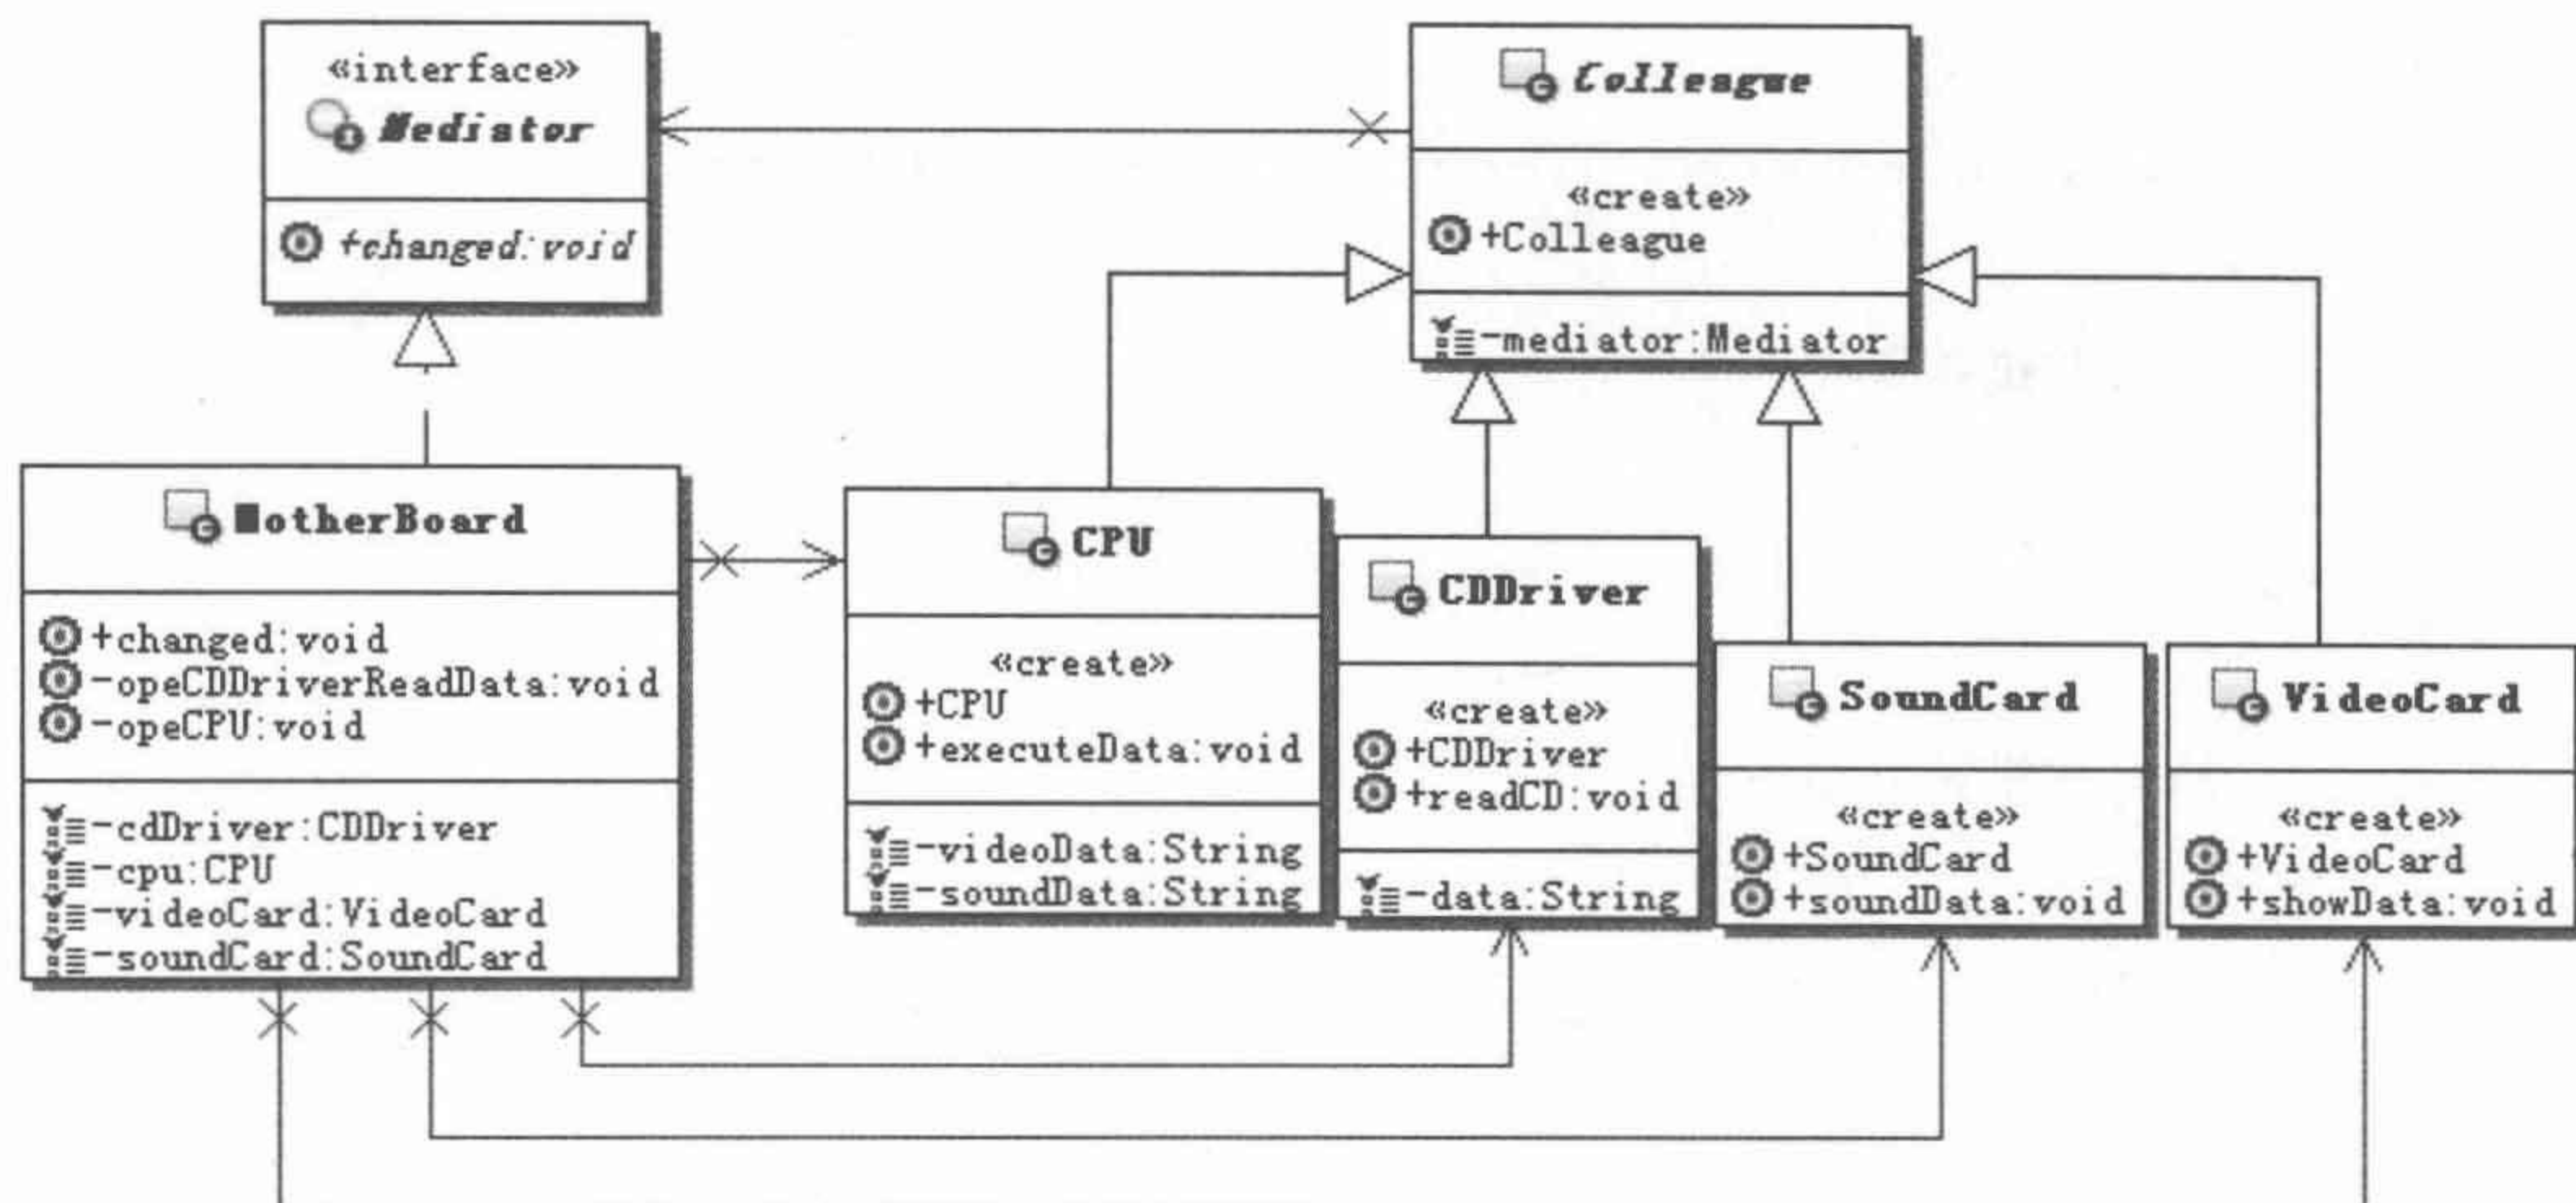 «interface»
Mediator
+changed:void
Colleague
«create»
+Colleague
-mediator:Mediator
MotherBoard
+changed:void
-opeCDDriverReadData:void
-opeCPU:void
-cdDriver:CDDriver
-cpu:CPU
-videoCard:VideoCard
-soundCard:SoundCard
CPU
«create»
+CPU
+executeData:void
-videoData:String
-soundData:String
CDDriver
«create»
+CDDriver
+readCD:void
-data:String
SoundCard
«create»
+SoundCard
+soundData:void
VideoCard
«create»
+VideoCard
+showData:void